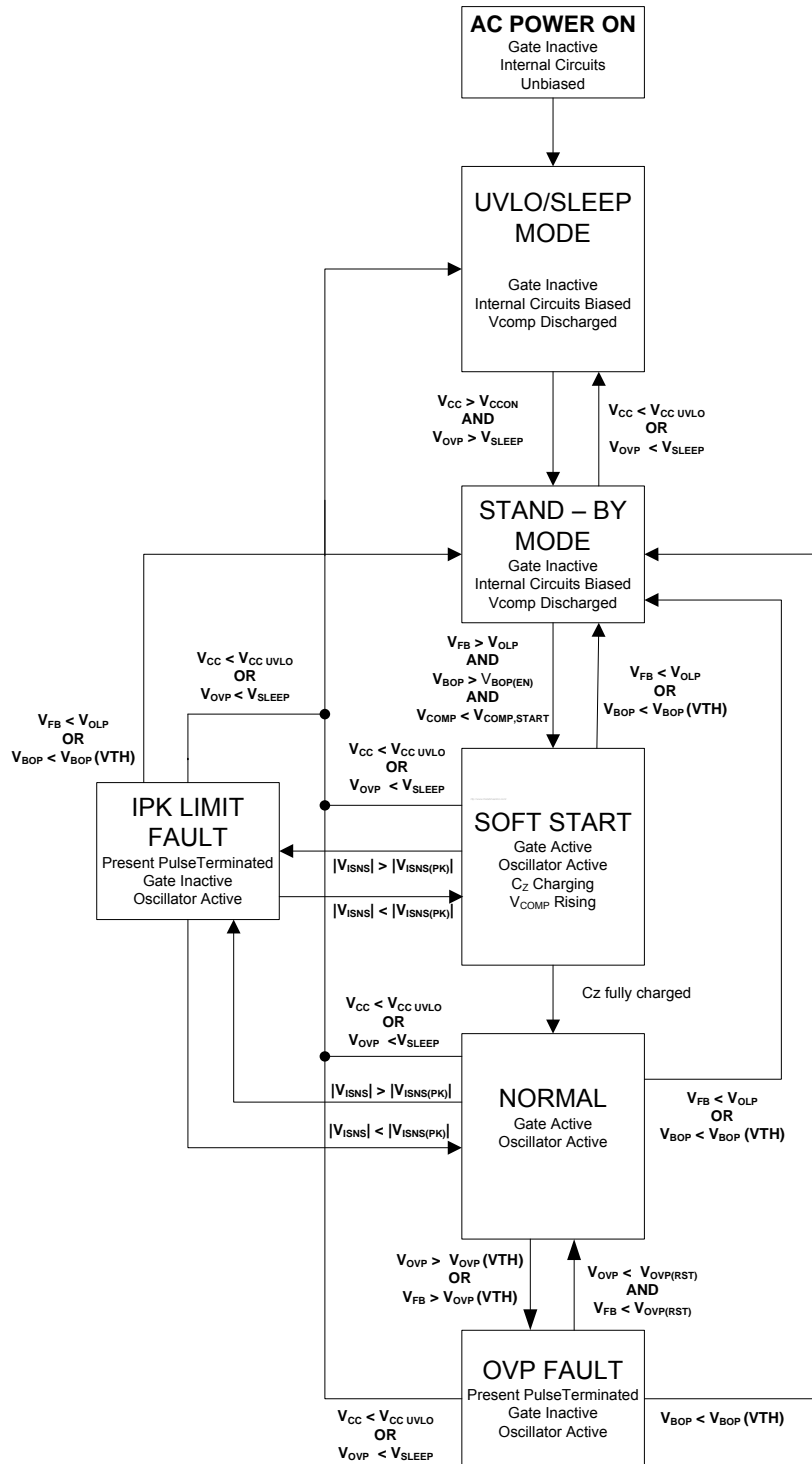 AC POWER ON
Gate Inactive
Internal Circuits
Unbiased
UVLO/SLEEP
MODE
Gate Inactive
Internal Circuits Biased
Vcomp Discharged
VCC > VCCON
AND
VOVP > VSLEEP
VCC < VCC UVLO
OR
VOVP < VSLEEP
STAND – BY
MODE
Gate Inactive
Internal Circuits Biased
Vcomp Discharged
VFB > VOLP
AND
VBOP > VBOP(EN)
AND
VCOMP < VCOMP,START
VFB < VOLP
OR
VBOP < VBOP (VTH)
VCC < VCC UVLO
OR
VOVP < VSLEEP
VFB < VOLP
OR
VBOP < VBOP (VTH)
VCC < VCC UVLO
OR
VOVP < VSLEEP
IPK LIMIT
FAULT
Present PulseTerminated
Gate Inactive
Oscillator Active
|VISNS| > |VISNS(PK)|
|VISNS| < |VISNS(PK)|
SOFT START
Gate Active
Oscillator Active
CZ Charging
VCOMP Rising
Cz fully charged
VCC < VCC UVLO
OR
VOVP <VSLEEP
|VISNS| > |VISNS(PK)|
|VISNS| < |VISNS(PK)|
NORMAL
Gate Active
Oscillator Active
VFB < VOLP
OR
VBOP < VBOP (VTH)
VOVP > VOVP (VTH)
OR
VFB > VOVP (VTH)
VOVP < VOVP(RST)
AND
VFB < VOVP(RST)
OVP FAULT
Present PulseTerminated
Gate Inactive
Oscillator Active
VCC < VCC UVLO
OR
VOVP < VSLEEP
VBOP < VBOP (VTH)